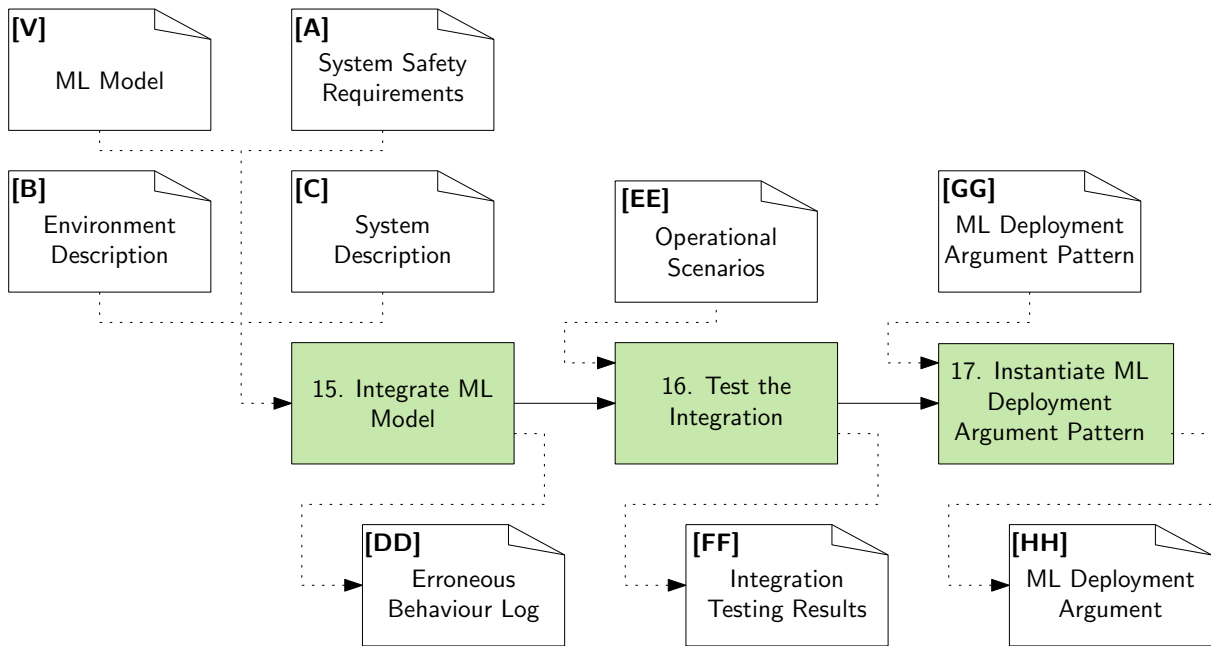 [V]
ML Model
[A]
System Safety
Requirements
[B]
Environment
Description
[C]
System
Description
[EE]
Operational
Scenarios
[GG]
ML Deployment
Argument Pattern
15. Integrate ML
Model
16. Test the
Integration
17. Instantiate ML
Deployment
Argument Pattern
[DD]
Erroneous
Behaviour Log
[FF]
Integration
Testing Results
[HH]
ML Deployment
Argument